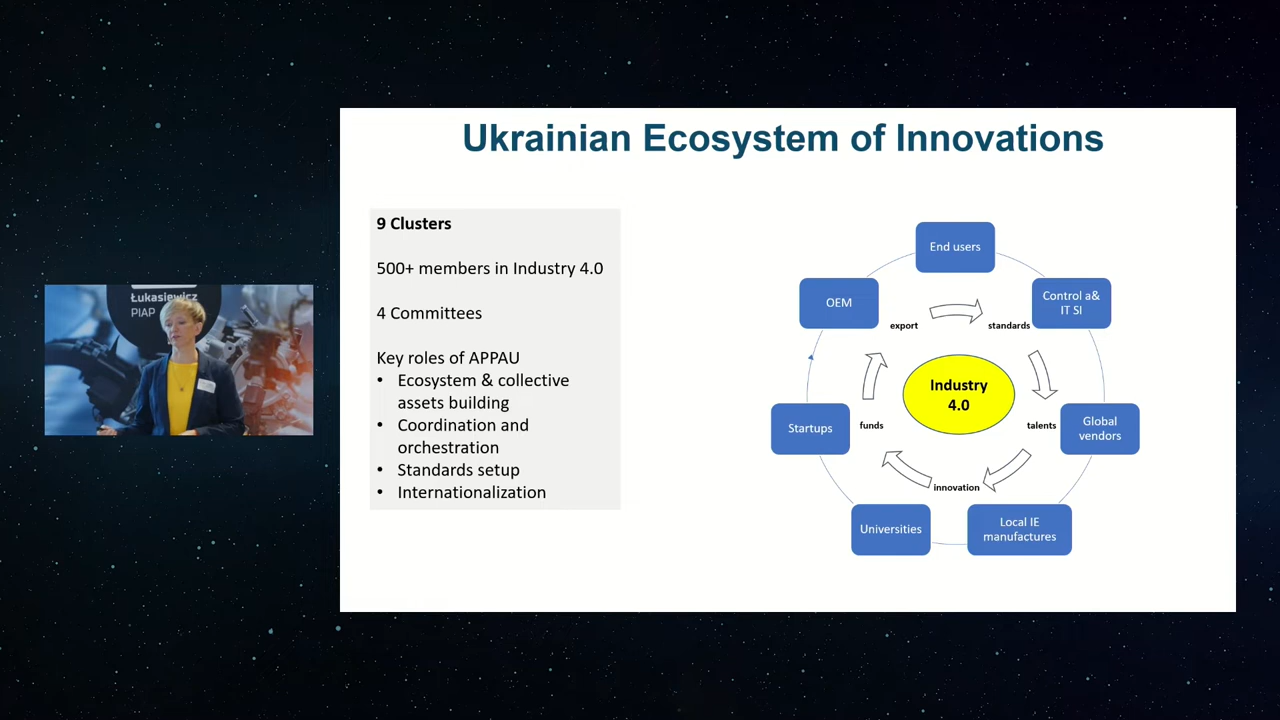 Ukrainian Ecosystem of Innovations
9 Clusters
500+ members in Industry 4.0
4 Committees
Key roles of APPAU
• Ecosystem & collective
assets building
• Coordination and
orchestration
• Standards setup
• Internationalization
End users
OEM
Control a&
IT SI
export
standards
Industry
4.0
Startups
funds
talents
Global
vendors
innovation
Universities
Local IE
manufactures
Łukasiewicz
PIAP